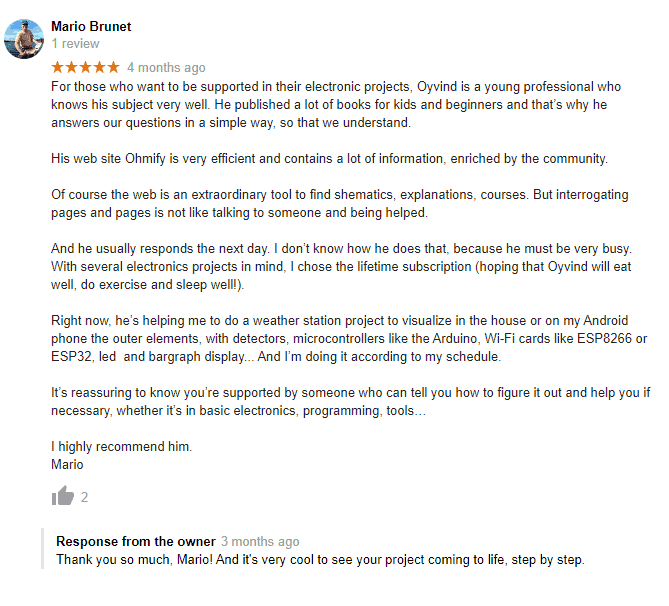 Mario Brunet
1 review
4 months ago
For those who want to be supported in their electronic projects, Oyvind is a young professional who
knows his subject very well. He published a lot of books for kids and beginners and that's why he
answers our questions in a simple way, so that we understand.
His web site Ohmify is very efficient and contains a lot of information, enriched by the community.
Of course the web is an extraordinary tool to find shematics, explanations, courses. But interrogating
pages and pages is not like talking to someone and being helped.
And he usually responds the next day. I don't know how he does that, because he must be very busy.
With several electronics projects in mind, I chose the lifetime subscription (hoping that Oyvind will eat
well, do exercise and sleep well!).
Right now, he's helping me to do a weather station project to visualize in the house or on my Android
phone the outer elements, with detectors, microcontrollers like the Arduino, Wi-Fi cards like ESP8266 or
ESP32, led  and bargraph display... And I'm doing it according to my schedule.
It's reassuring to know you're supported by someone who can tell you how to figure it out and help you if
necessary, whether it's in basic electronics, programming, tools…
I highly recommend him.
Mario
2
Response from the owner 3 months ago
Thank you so much, Mario! And it's very cool to see your project coming to life, step by step.